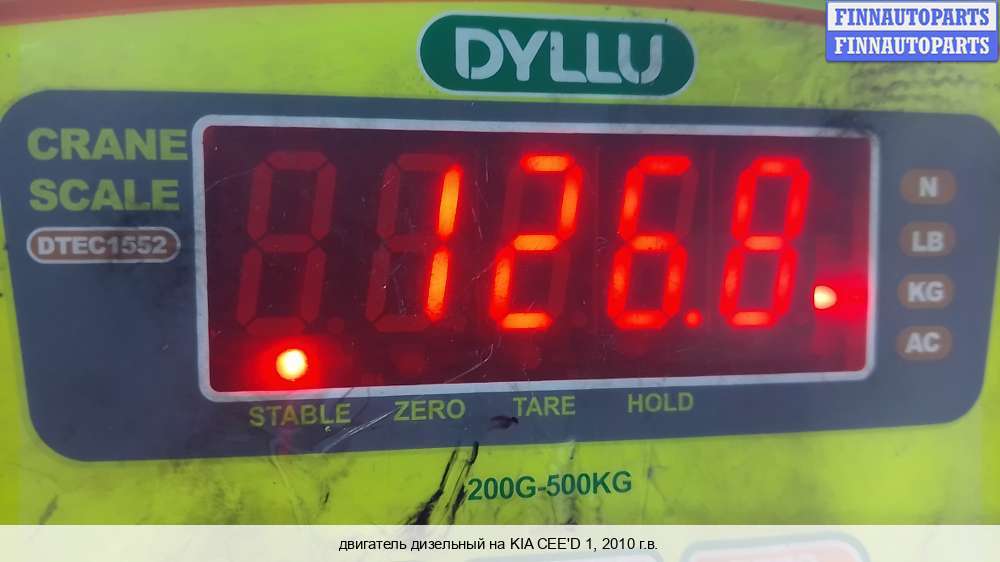 FINNAUTOPARTS
FINNAUTOPARTS
DYLLU
CRANE
SCALE
DTEC1552
126.8
N
LB
KG
AC
STABLE ZERO TARE HOLD
200G-500KG
двигатель дизельный на KIA CEE'D 1, 2010 г.в.